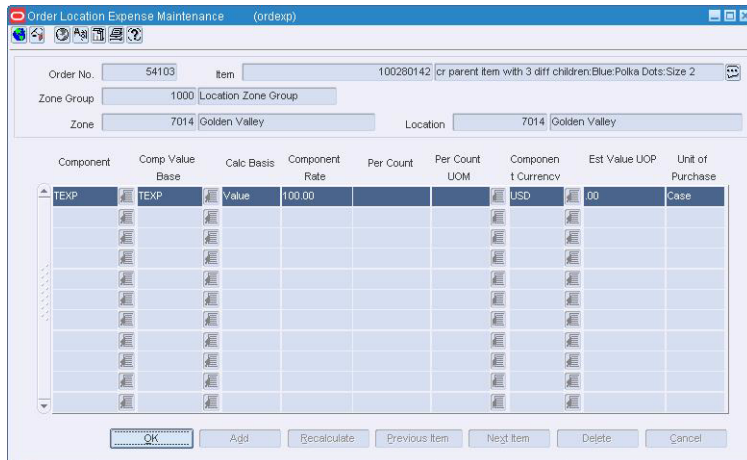 Order Location Expense Maintenance (ordexp)
Order No. 54103 Item 100280142 cr parent item with 3 diff children:Blue:Polka Dots:Size 2
Zone Group 1000 Location Zone Group
Zone 7014 Golden Valley Location 7014 Golden Valley
Component Comp Value Base Calc Basis Component Rate Per Count Per Count UOM Componen t Currency Est Value UOP Unit of Purchase
TEXP TEXP Value 100.00 USD .00 Case
OK Add Recalculate Previous Item Next Item Delete Cancel